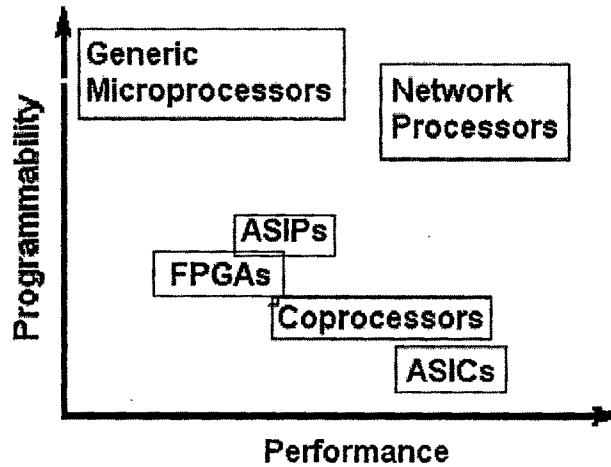 Programmability
Generic
Microprocessors
Network
Processors
ASIPs
FPGAs
Coprocessors
ASICs
Performance